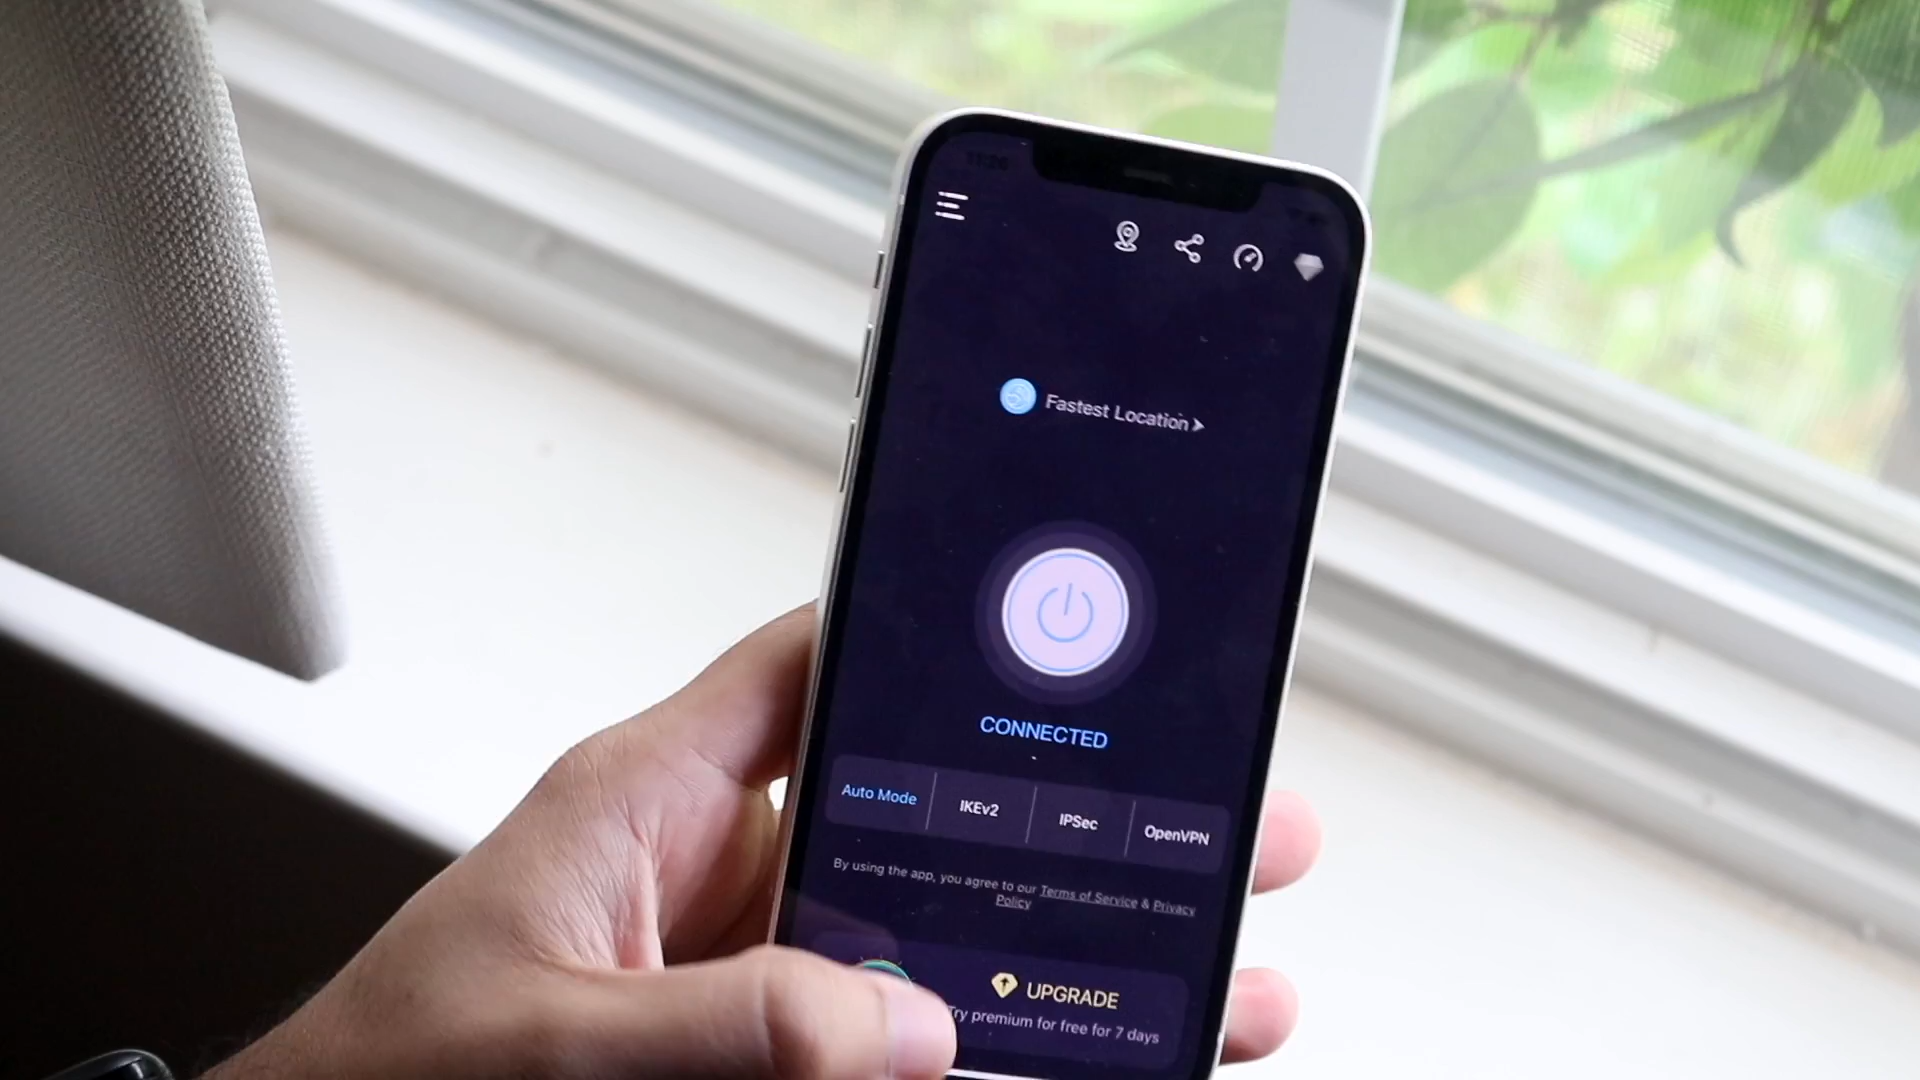 Fastest Location
CONNECTED
Auto Mode
IKEv2
IPSec
OpenVPN
By using the app, you agree to our Terms of Service & Privacy
Policy
UPGRADE
Try premium for free for 7 days